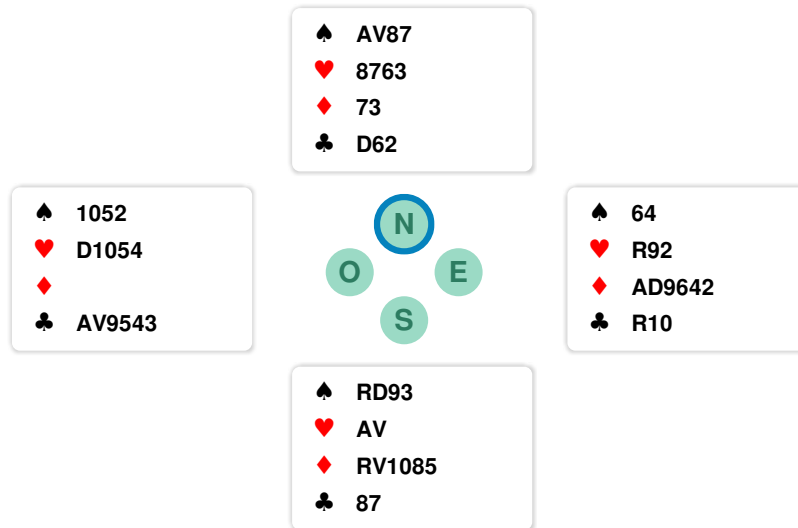 ♠ AV87
♥ 8763
♦ 73
♣ D62
♠ 1052
♥ D1054
♦
♣ AV9543
N
O E
S
♠ 64
♥ R92
♦ AD9642
♣ R10
♠ RD93
♥ AV
♦ RV1085
♣ 87